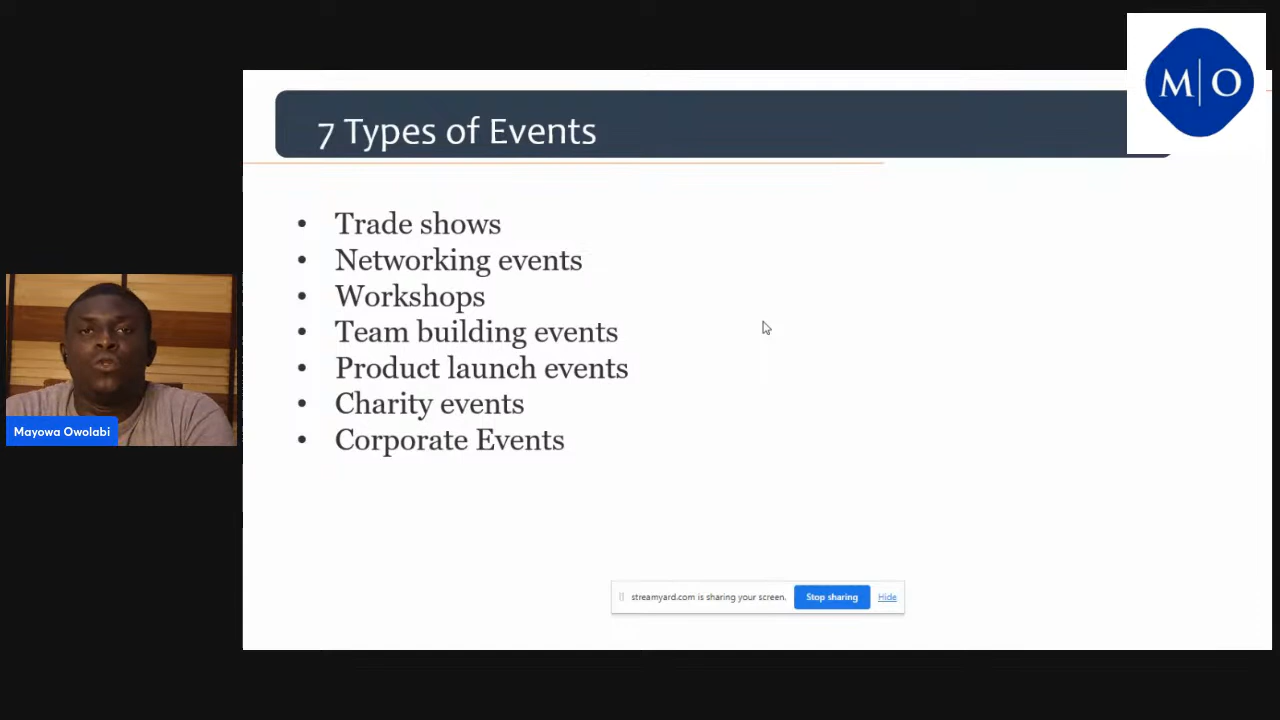 M|O
7 Types of Events
• Trade shows
• Networking events
• Workshops
• Team building events
• Product launch events
• Charity events
• Corporate Events
Mayowa Owolabi
streamyard.com is sharing your screen. Stop sharing Hide